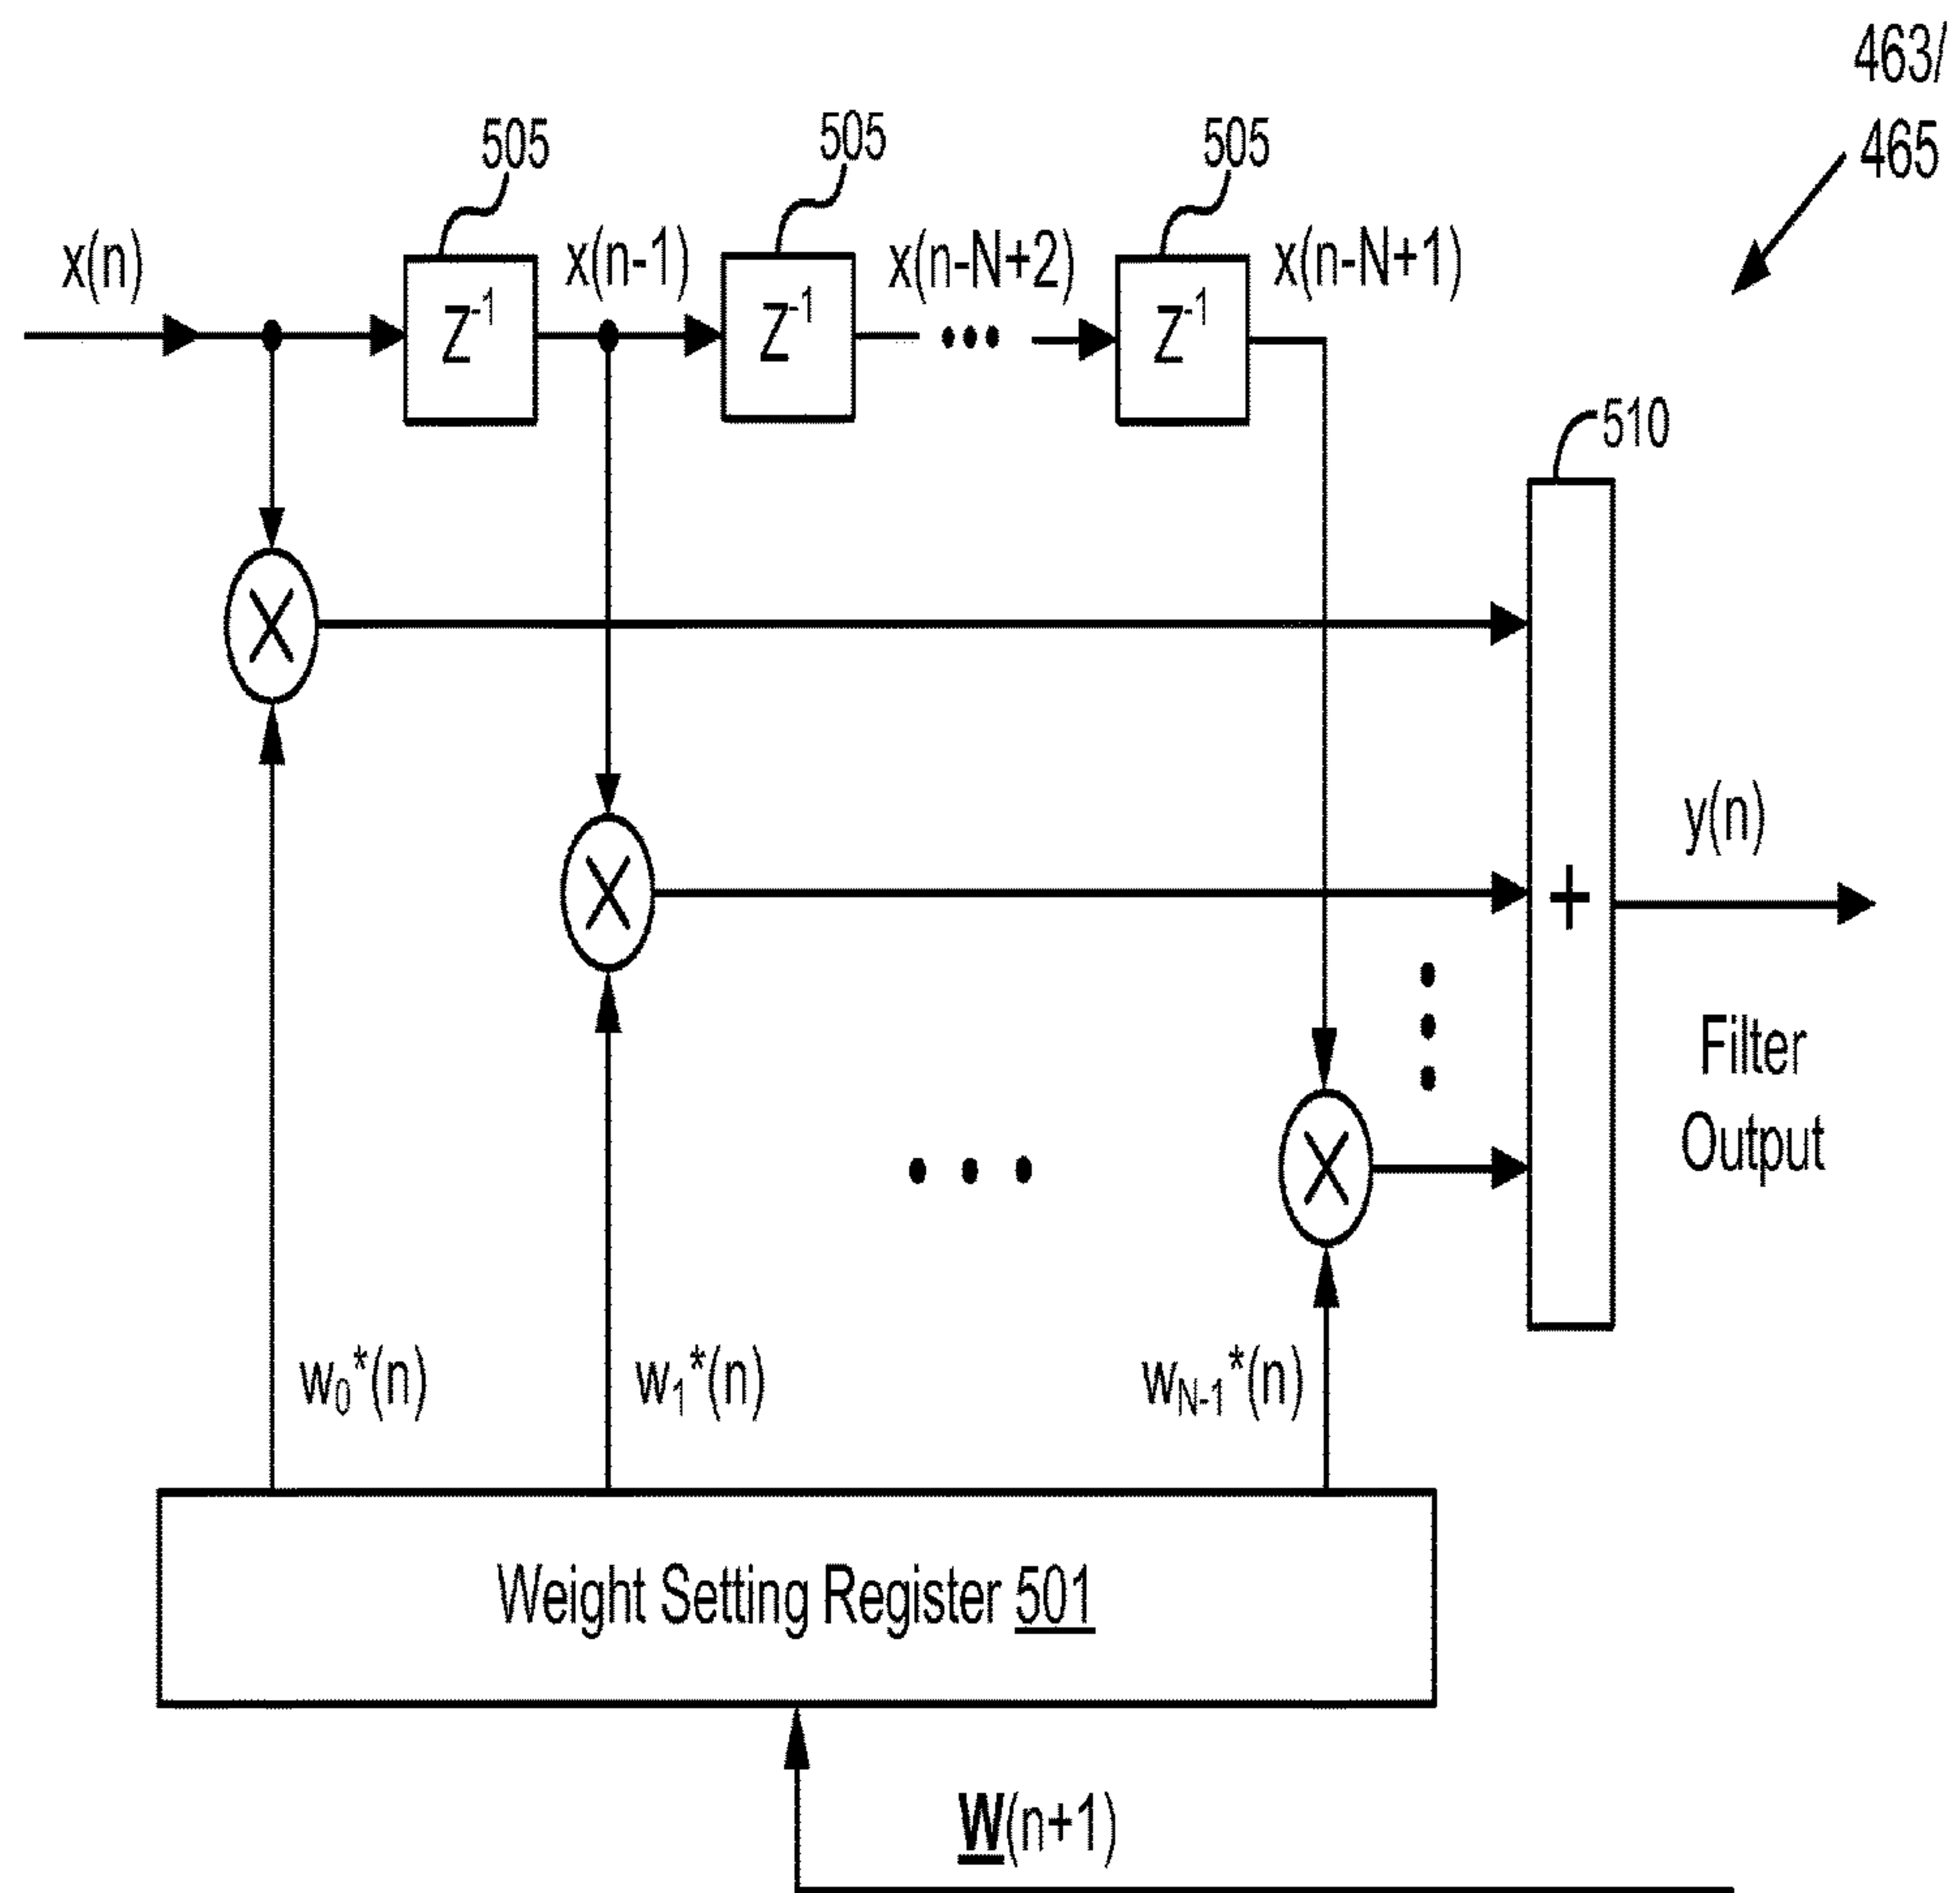 463/
465
505
505
505
x(n)
x(n-1)
x(n-N+2)
x(n-N+1)
Z⁻¹
Z⁻¹
Z⁻¹
510
X
X
X
+
y(n)
Filter
Output
w₀*(n)
w₁*(n)
w_{N-1}*(n)
Weight Setting Register 501
W(n+1)